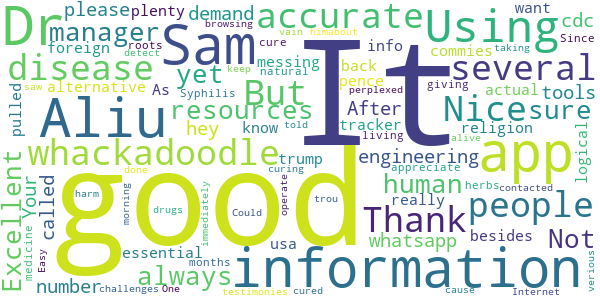 Dr plenty please demand accurate Using cdc
manager foreign want Since
browsing vain himabout roots cure
disease Sam info commies taking
yet messing back natural detect
alternative pence giving actual tools
pulled As Syphilis keep saw
Aliu But Nice sure
several It After perplexed
resources hey know told tracker living religion alive
whackadoodle trump engineering logically
Excellent Your called good human really appreciate herbs
app people
harm done curing operate trou contacted
medicine immediately drugs morning Could
Thank besides Not
usa whatsapp
essential months cured cause Internet
number always information
Easy challenges One testimonies verious